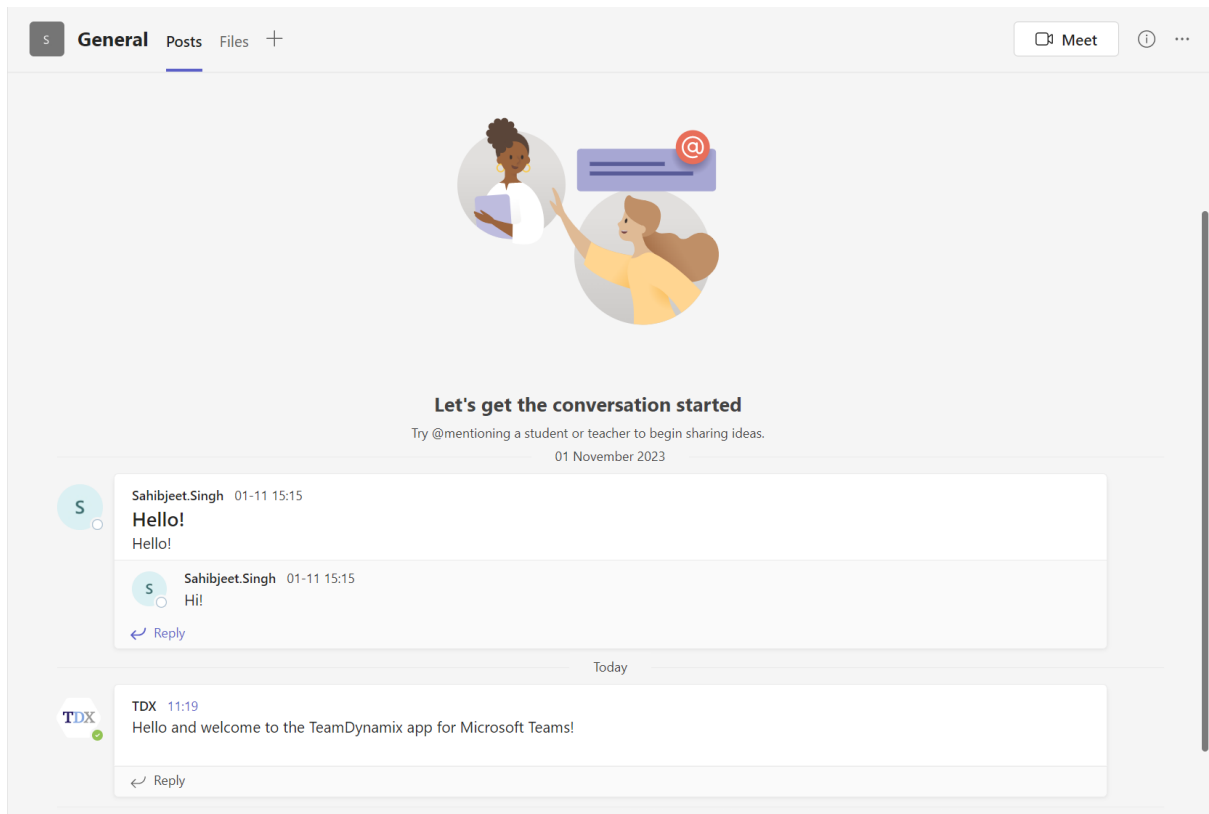 S General Posts Files Meet
@
Let's get the conversation started
Try @mentioning a student or teacher to begin sharing ideas.
01 November 2023
S
Sahibjeet.Singh 01-11 15:15
Hello!
Hello!
S
Sahibjeet.Singh 01-11 15:15
Hi!
Reply
Today
TDX
TDX 11:19
Hello and welcome to the TeamDynamix app for Microsoft Teams!
Reply